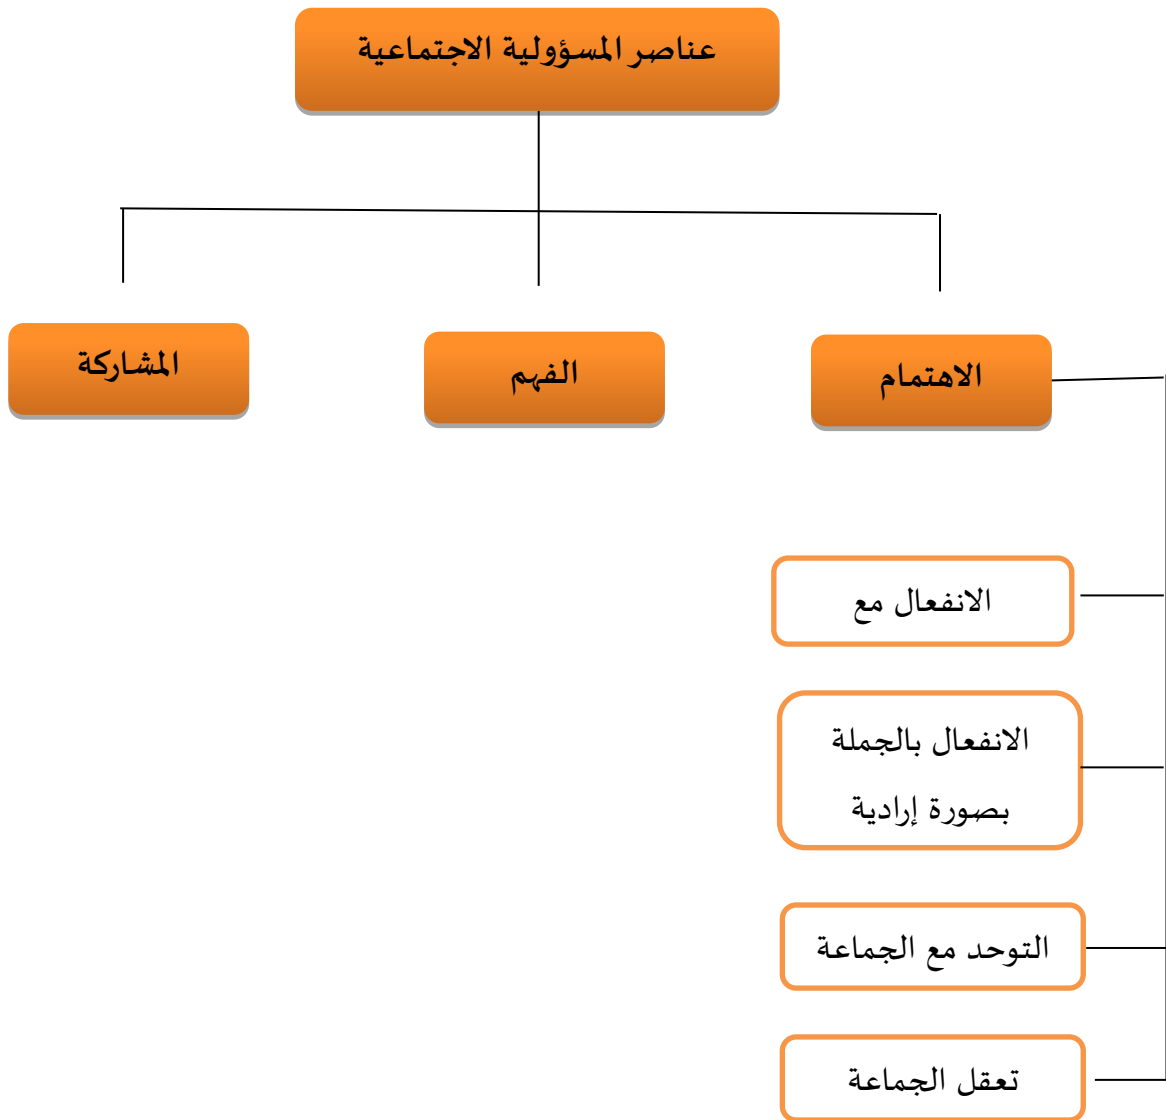 عناصر المسؤولية الاجتماعية
الاهتمام
الفهم
المشاركة
الانفعال مع
الانفعال بالجملة
بصورة إرادية
التوحد مع الجماعة
تعقل الجماعة